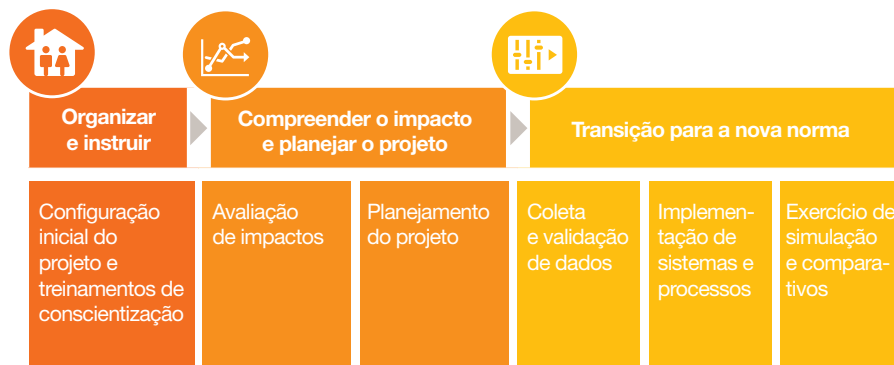 Organizar
e instruir
Compreender o impacto
e planejar o projeto
Transição para a nova norma
Configuração
inicial do
projeto e
treinamentos de
conscientização
Avaliação
de impactos
Planejamento
do projeto
Coleta
e validação
de dados
Implemen-
tação de
sistemas e
processos
Exercício de
simulação
e compara-
tivos